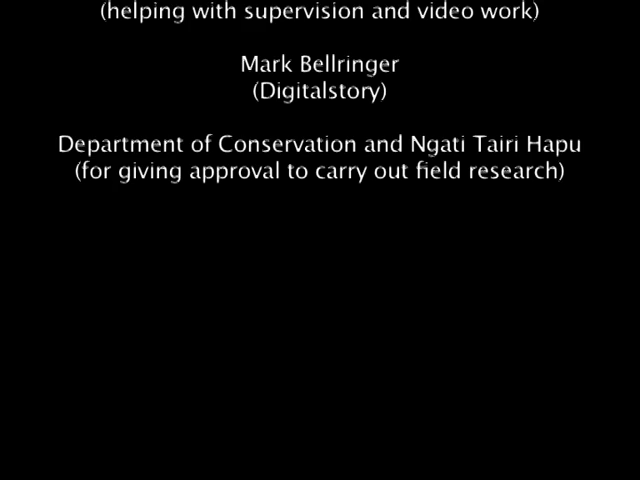 (helping with supervision and video work)
Mark Bellringer
(Digitalstory)
Department of Conservation and Ngati Tairi Hapu
(for giving approval to carry out field research)